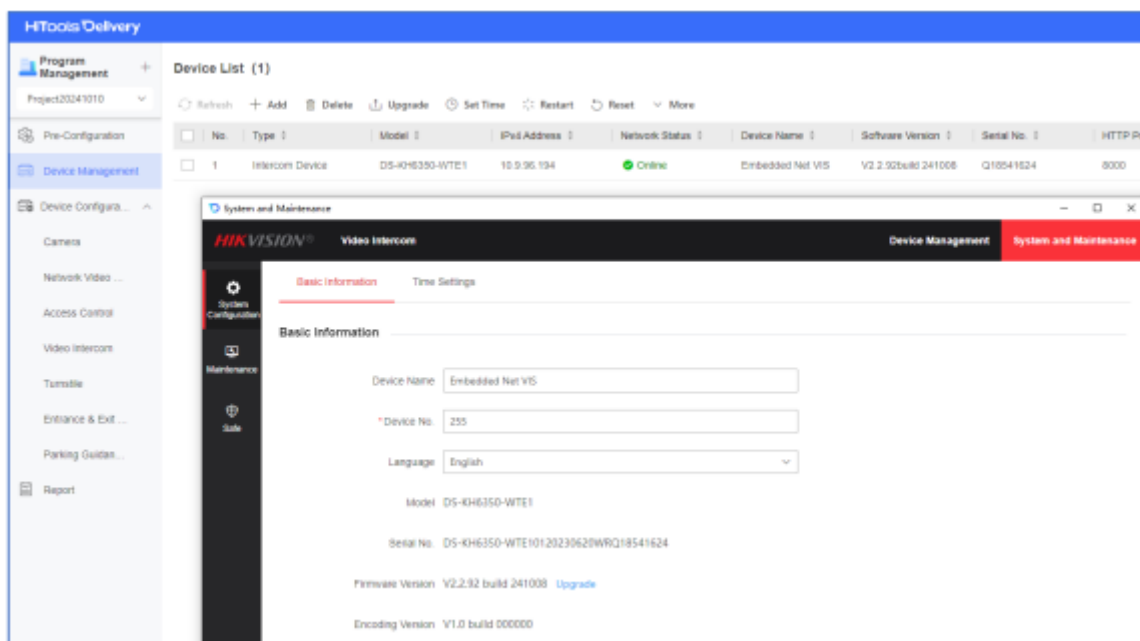 HiTools Delivery
Program Management +
Project20241010
Pre-Configuration
Device Management
Device Configura...
Camera
Network Video ...
Access Control
Video Intercom
Turnstile
Entrance & Exit ...
Parking Guidan...
Report
Device List (1)
Refresh + Add Delete Upgrade Set Time Restart Reset More
No. Type Model IPv4 Address Network Status Device Name Software Version Serial No. HTTP P
1 Intercom Device DS-KH6350-WTE1 10.9.96.194 Online Embedded Net VIS V2.2.92build 241008 Q18541624 8000
System and Maintenance
HIKVISION® Video Intercom Device Management System and Maintenance
System Configuration
Maintenance
Safe
Basic Information Time Settings
Basic Information
Device Name Embedded Net VIS
*Device No. 255
Language English
Model DS-KH6350-WTE1
Serial No. DS-KH6350-WTE10120230620WRQ18541624
Firmware Version V2.2.92 build 241008 Upgrade
Encoding Version V1.0 build 000000